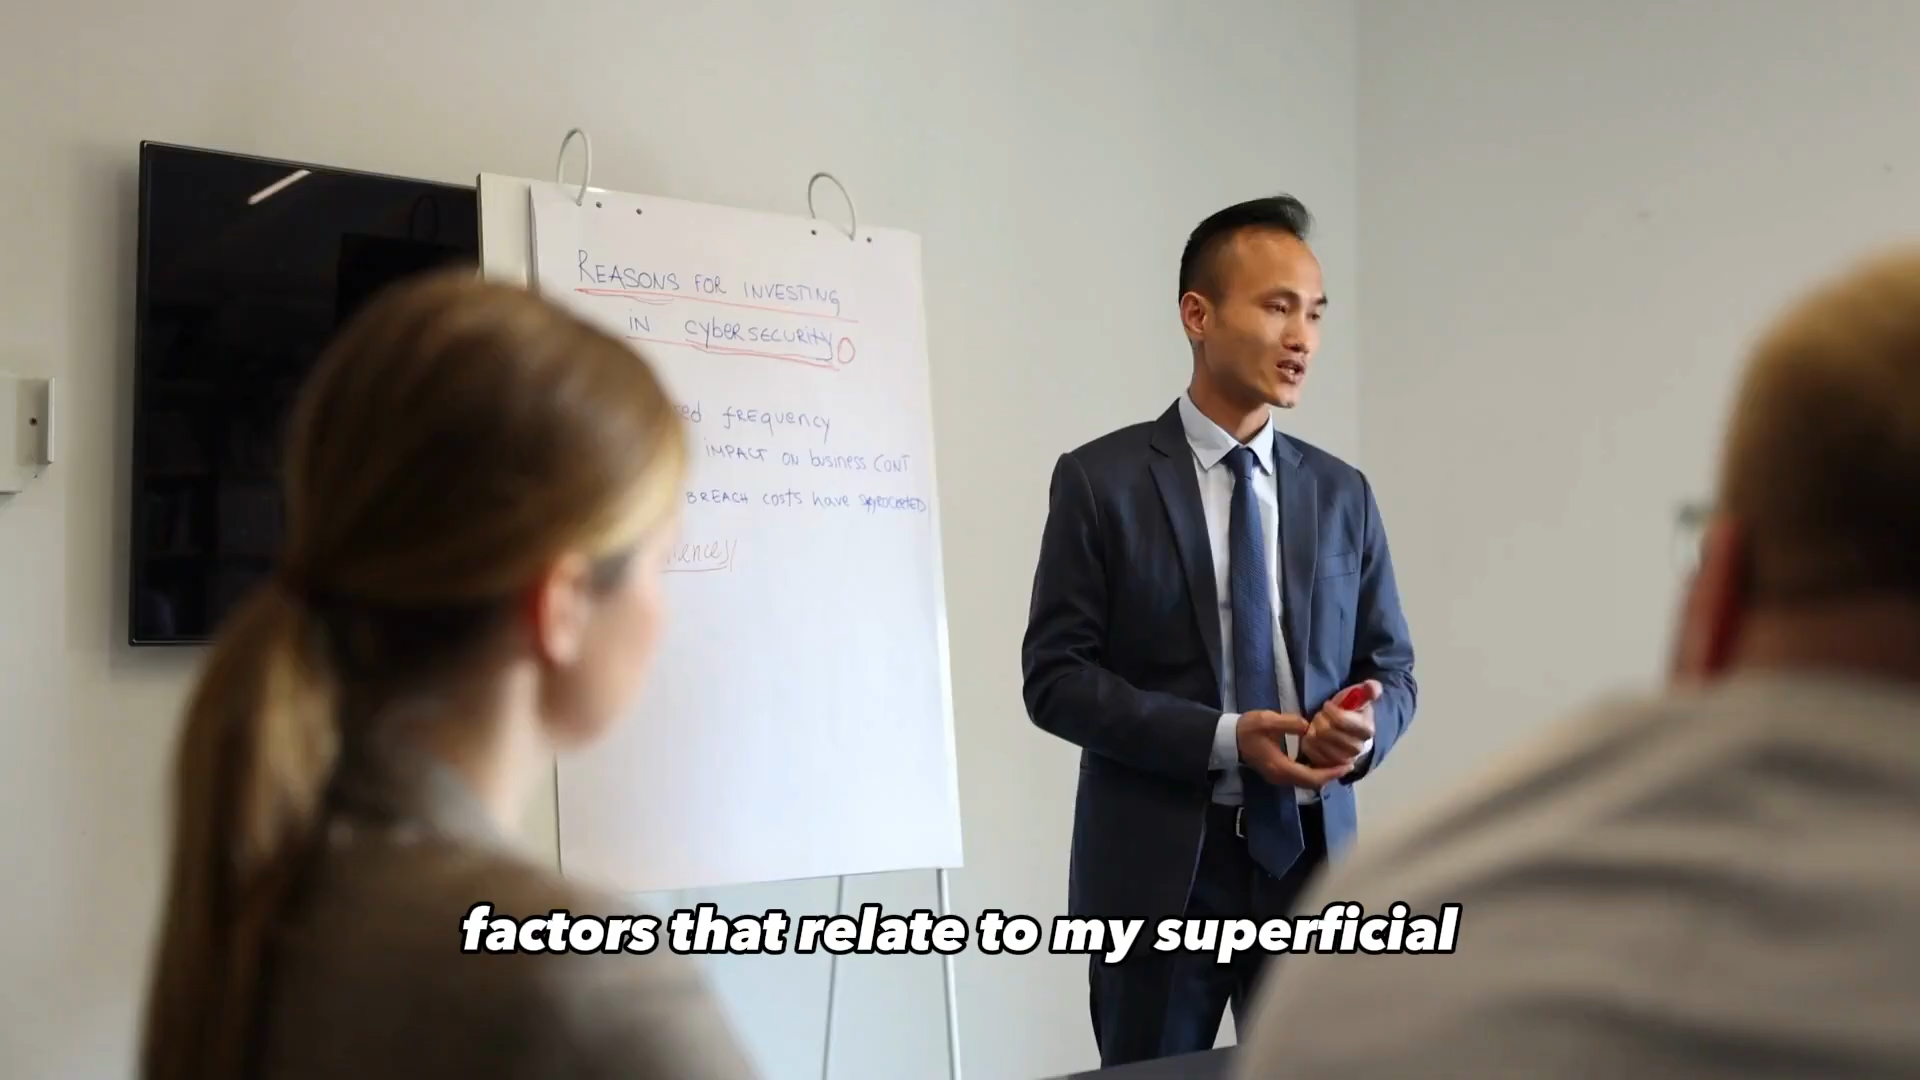 REASONS FOR INVESTING
IN CYBERSECURITY
frequency
IMPACT ON business CONT
BREACH costs have
factors that relate to my superficial